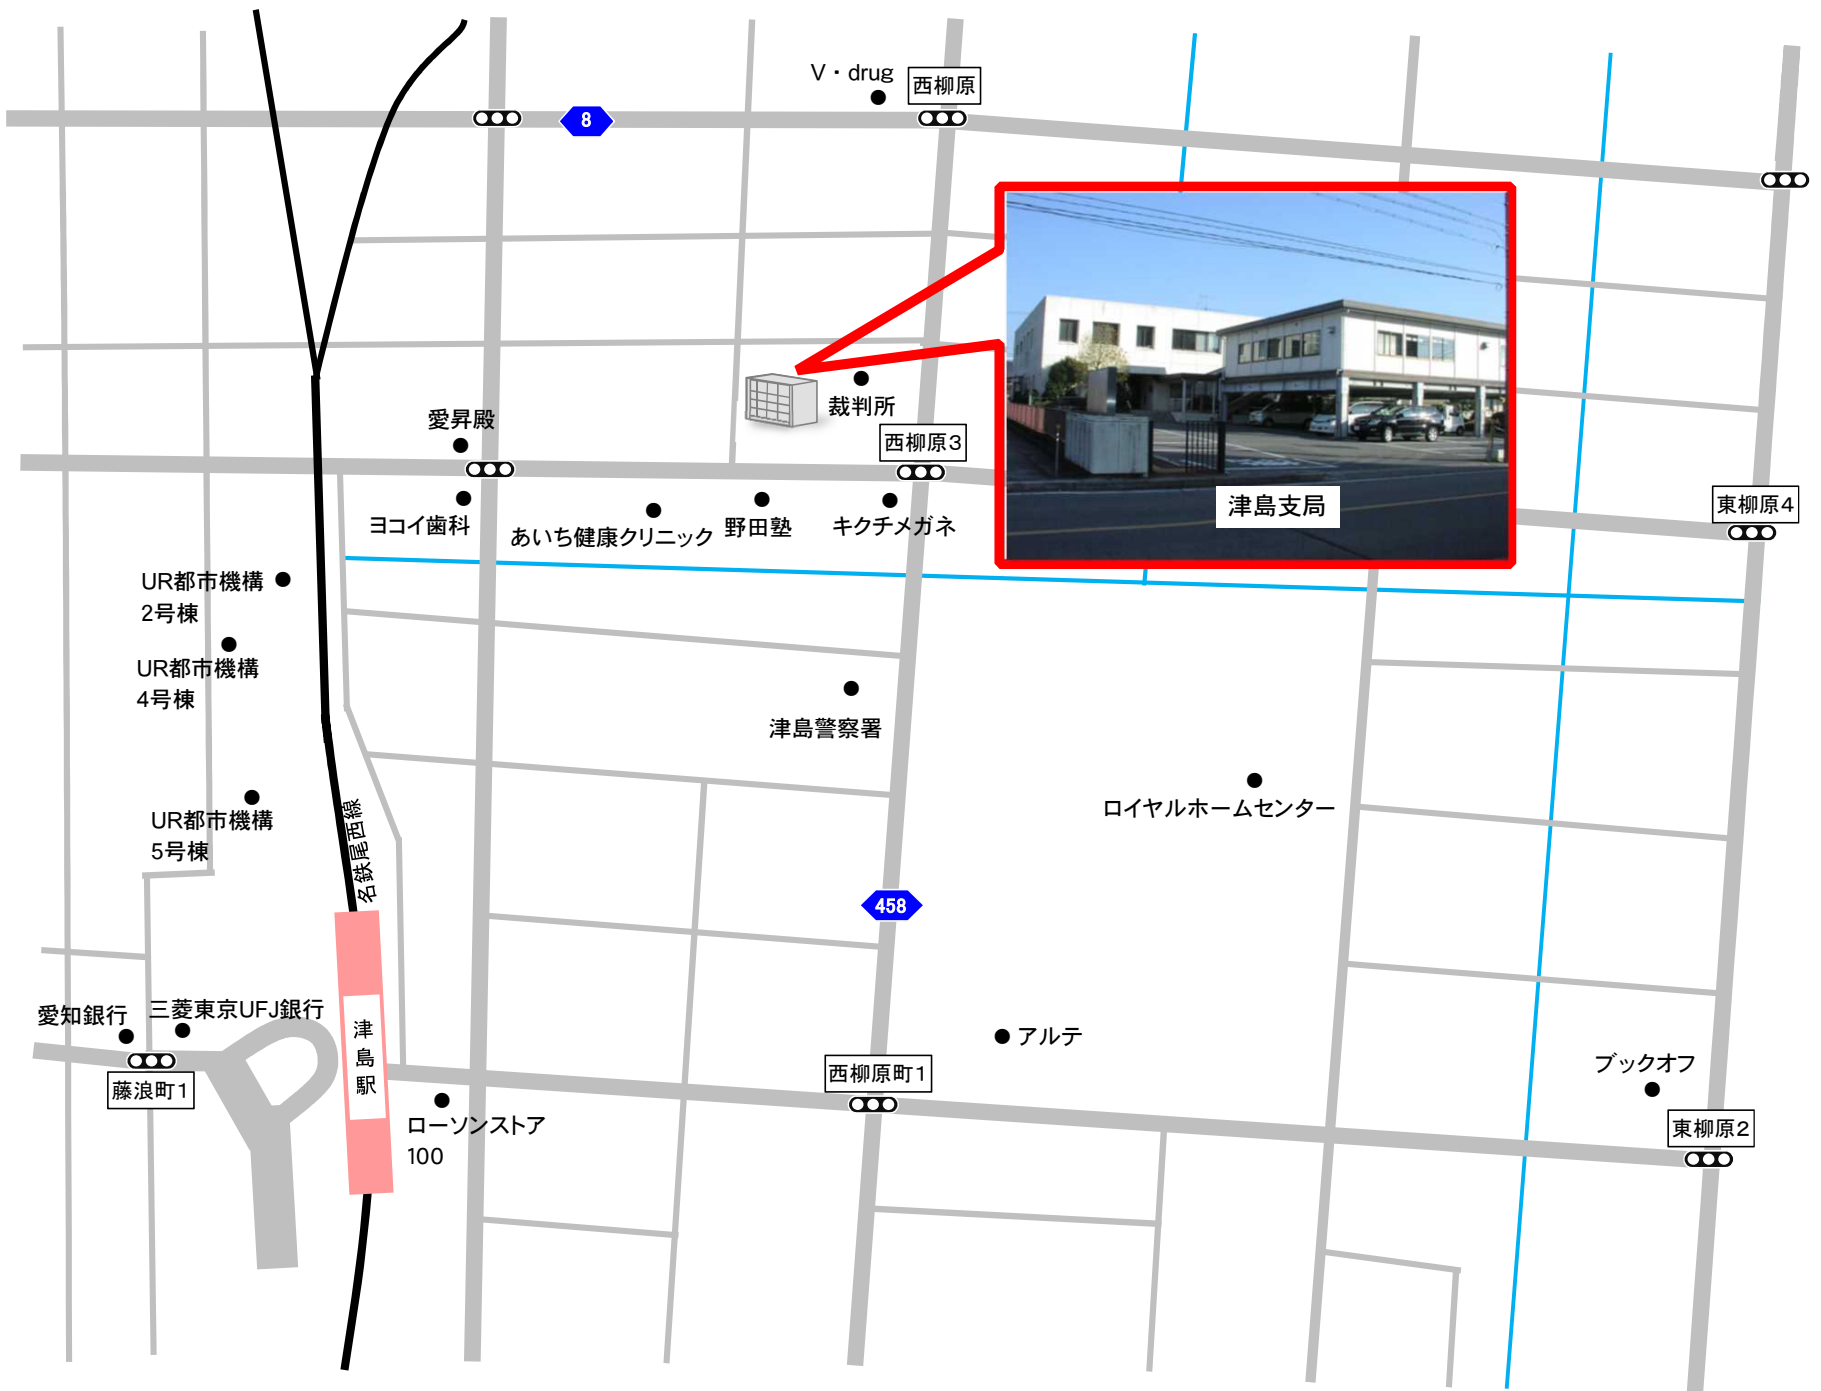 V・drug
西柳原
8
愛昇殿
裁判所
西柳原3
津島支局
東柳原4
ヨコイ歯科
あいち健康クリニック
野田塾
キクチメガネ
UR都市機構
2号棟
UR都市機構
4号棟
津島警察署
ロイヤルホームセンター
UR都市機構
5号棟
名鉄尾西線
458
愛知銀行
三菱東京UFJ銀行
津島駅
アルテ
西柳原町1
ブックオフ
藤浪町1
ローソンストア
100
東柳原2